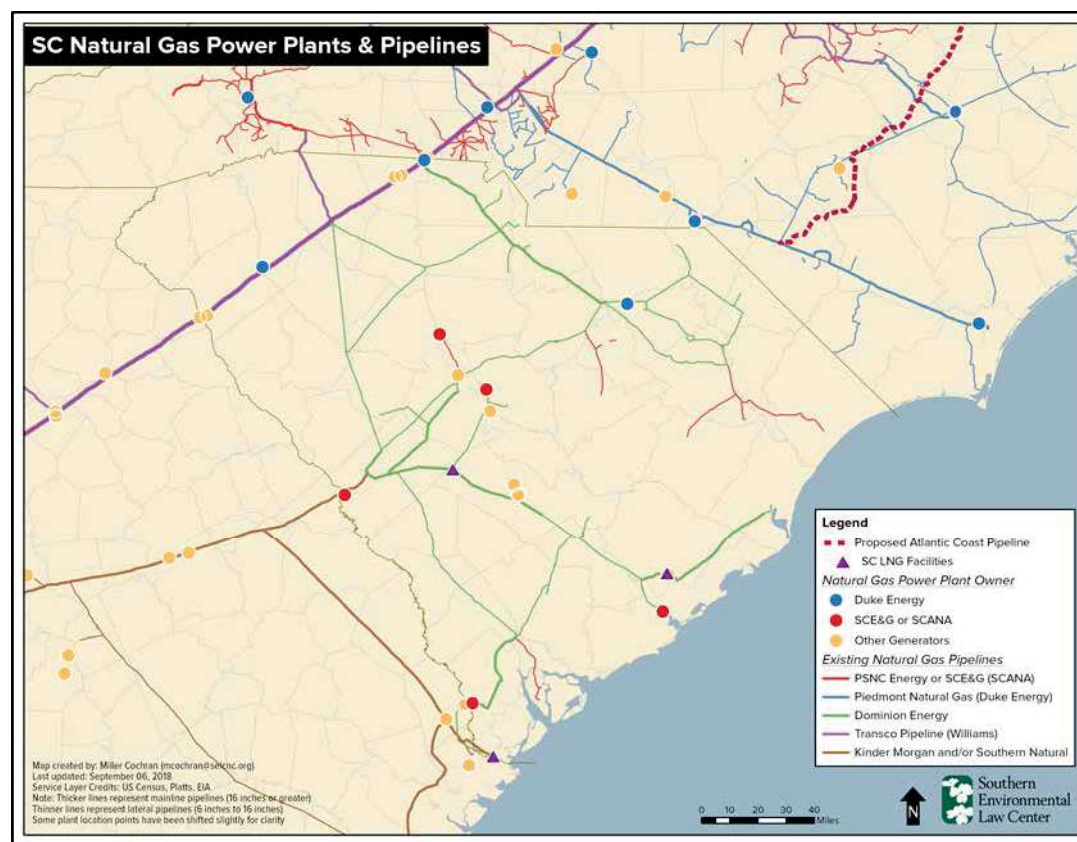 SC Natural Gas Power Plants & Pipelines
Legend
Proposed Atlantic Coast Pipeline
SC LNG Facilities
Natural Gas Power Plant Owner
Duke Energy
SCE&G or SCANA
Other Generators
Existing Natural Gas Pipelines
PSNC Energy or SCE&G (SCANA)
Piedmont Natural Gas (Duke Energy)
Dominion Energy
Transco Pipeline (Williams)
Kinder Morgan and/or Southern Natural
Map created by: Miller Cochran (mcochran@selcnc.org)
Last updated: September 06, 2018
Service Layer Credits: US Census, Platts, EIA
Note: Thicker lines represent mainline pipelines (16 inches or greater)
Thinner lines represent lateral pipelines (6 inches to 16 inches)
Some plant location points have been shifted slightly for clarity
0 10 20 40
Miles
N
Southern
Environmental
Law Center